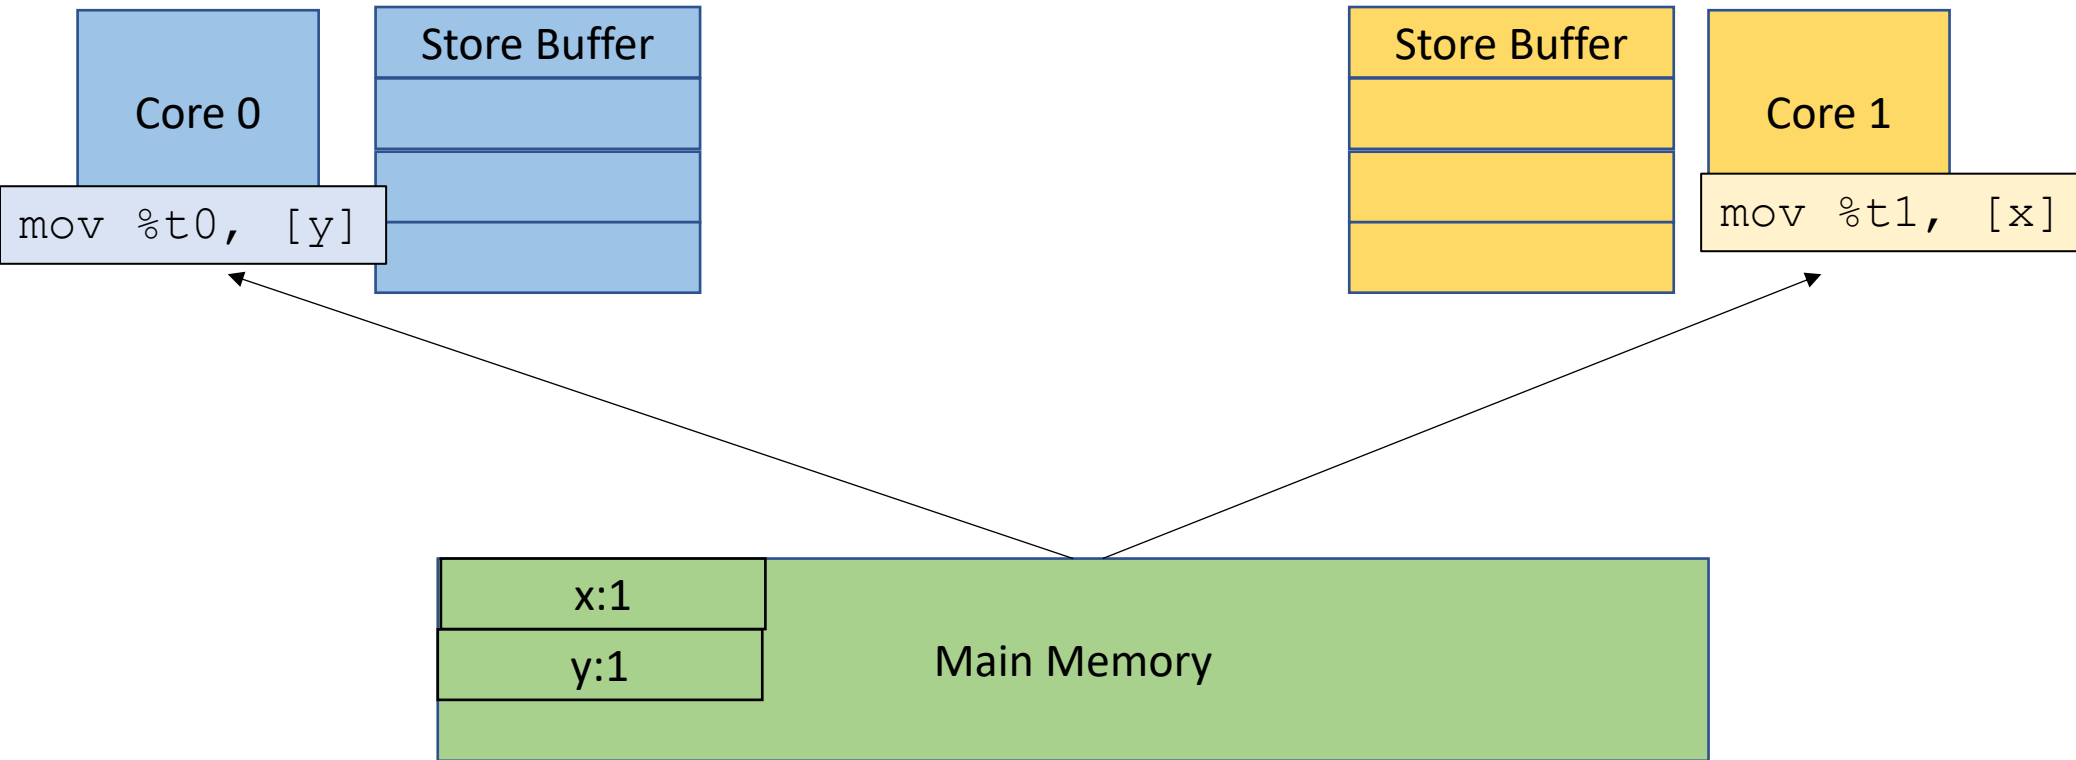 Store Buffer
Store Buffer
Core 0
Core 1
mov %t0, [y]
mov %t1, [x]
x:1
y:1
Main Memory